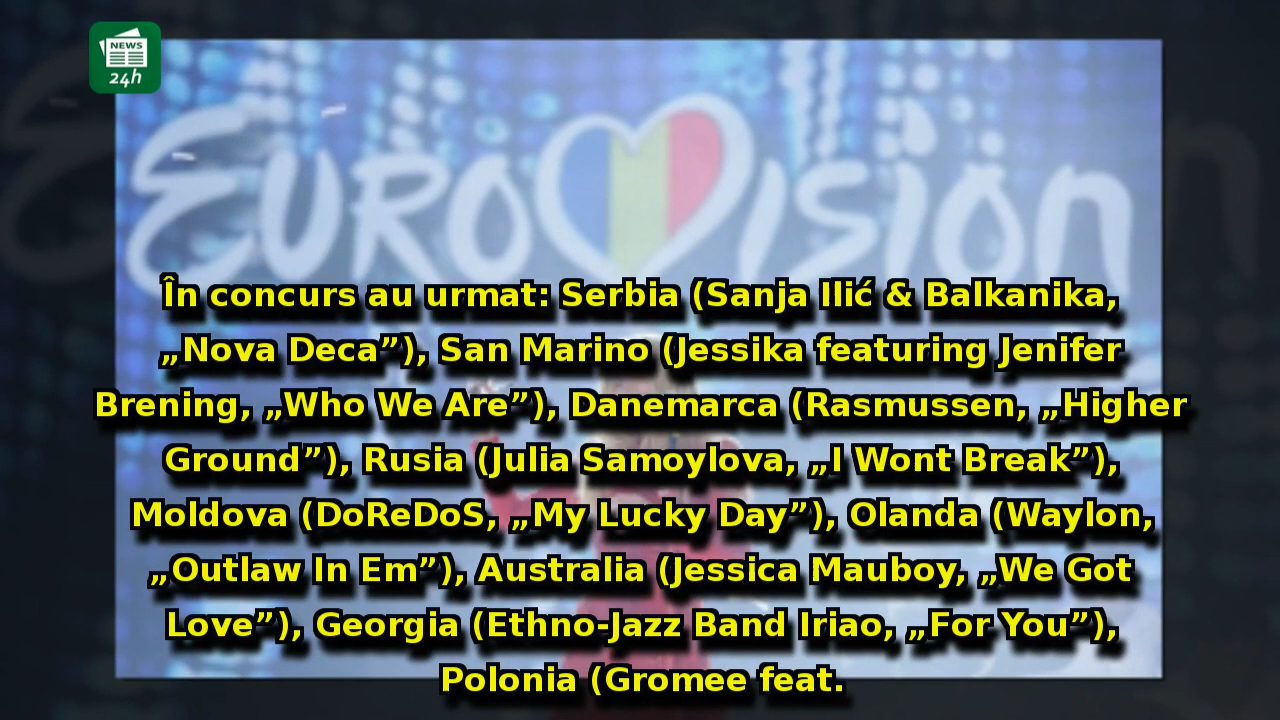 NEWS
24h
EUROVISION
În concurs au urmat: Serbia (Sanja Ilić & Balkanika,
„Nova Deca”), San Marino (Jessika featuring Jenifer
Brening, „Who We Are”), Danemarca (Rasmussen, „Higher
Ground”), Rusia (Julia Samoylova, „I Wont Break”),
Moldova (DoReDoS, „My Lucky Day”), Olanda (Waylon,
„Outlaw In Em”), Australia (Jessica Mauboy, „We Got
Love”), Georgia (Ethno-Jazz Band Iriao, „For You”),
Polonia (Gromee feat.